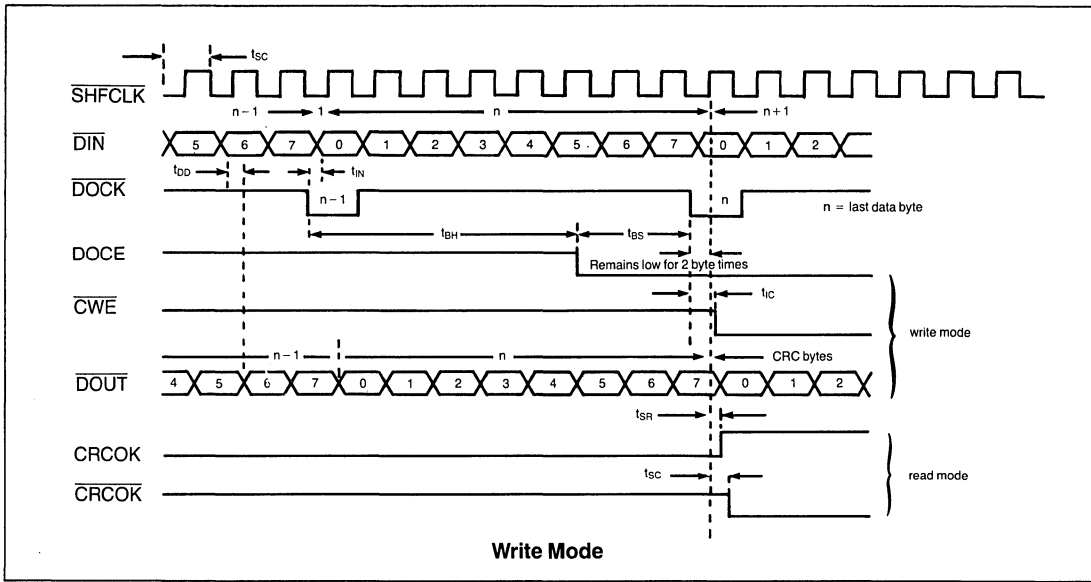 tSC
SHFCLK
n−1 1 n n+1
DIN
5 6 7 0 1 2 3 4 5 6 7 0 1 2
tDD tIN
DOCK
n−1 n
n = last data byte
tBH tBS
DOCE
Remains low for 2 byte times
tIC
CWE
write mode
n−1 n CRC bytes
DOUT
4 5 6 7 0 1 2 3 4 5 6 7 0 1 2
tSR
CRCOK
tSC
read mode
CRCOK
Write Mode